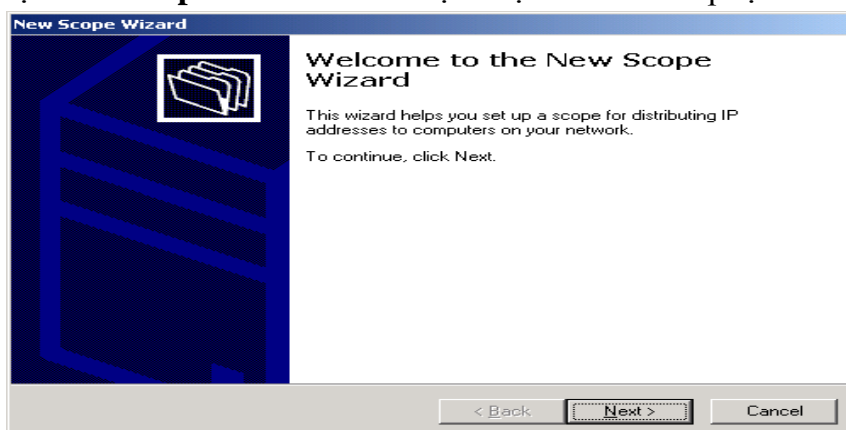 New Scope Wizard
Welcome to the New Scope
Wizard
This wizard helps you set up a scope for distributing IP
addresses to computers on your network.
To continue, click Next.
< Back
Next >
Cancel